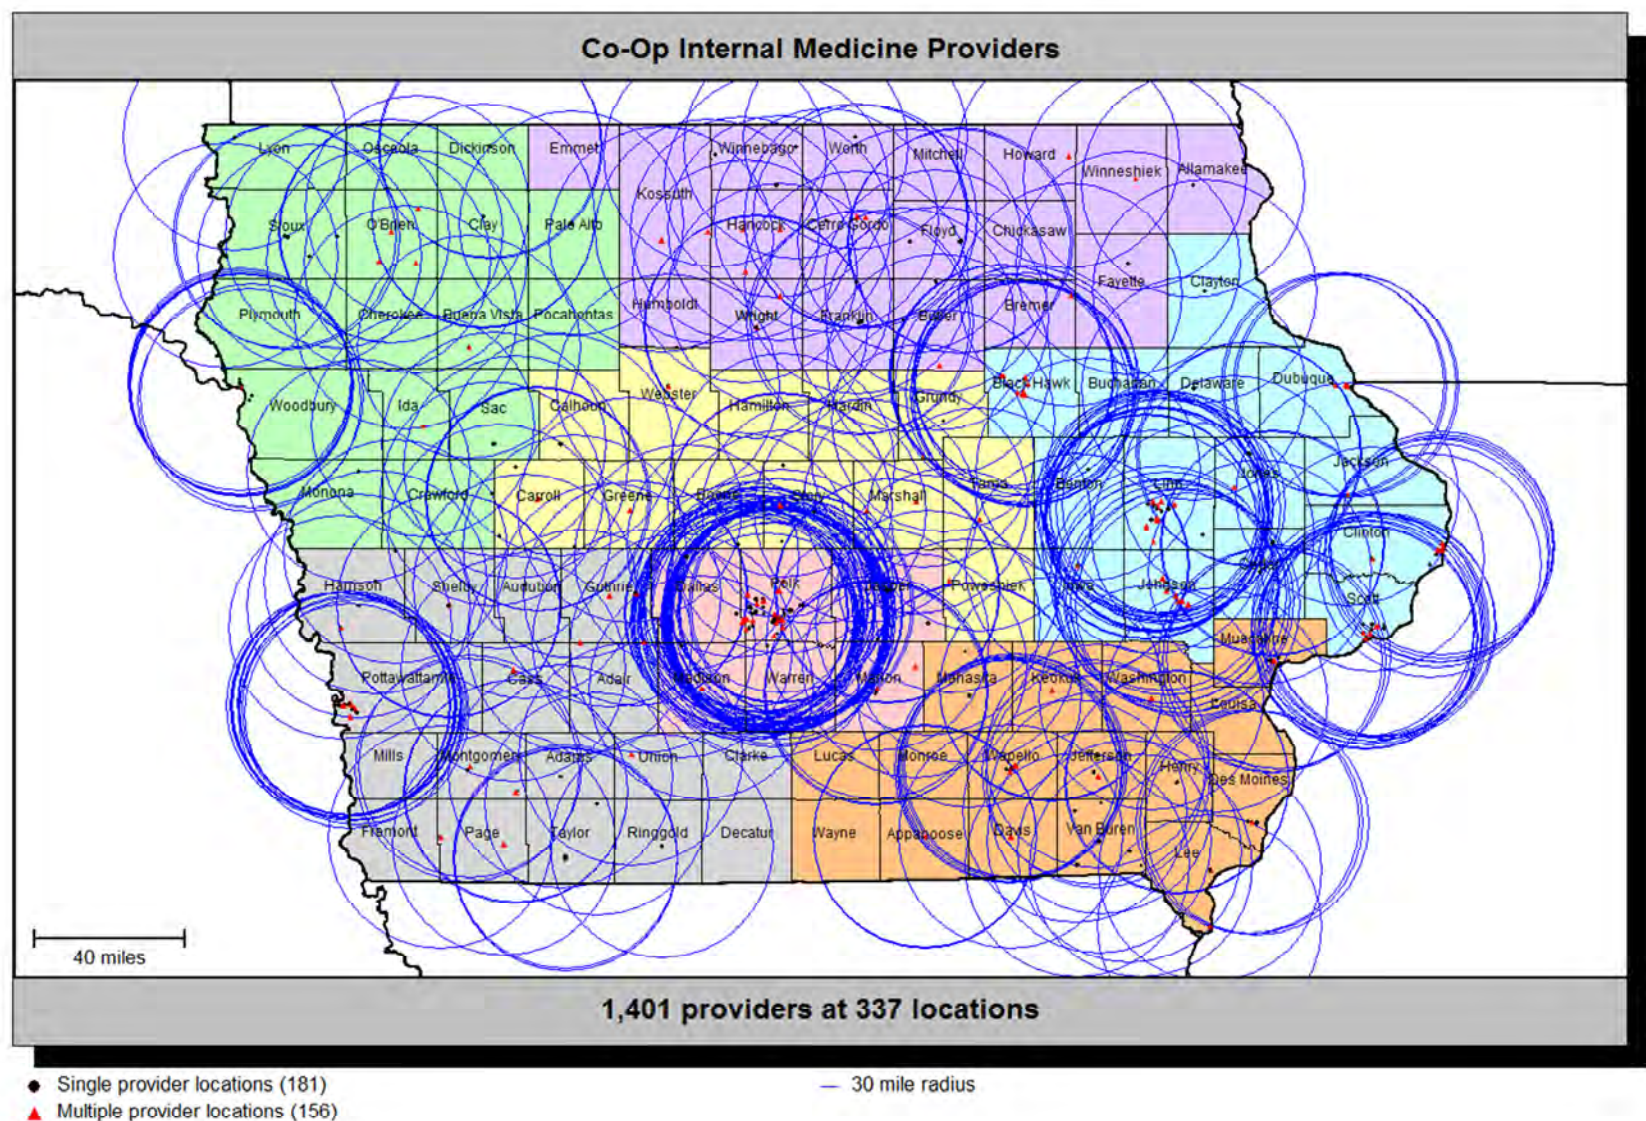 Co-Op Internal Medicine Providers
Lyon Osceola Dickinson Emmet Winnebago Worth Mitchell Howard Winneshiek Allamakee
Kossuth
Sioux O'Brien Clay Palo Alto Hancock Cerro Gordo Floyd Chickasaw
Fayette Clayton
Plymouth Cherokee Buena Vista Pocahontas Humboldt Wright Franklin Butler Bremer
Woodbury Ida Sac Calhoun Webster Hamilton Hardin Grundy Black Hawk Buchanan Delaware Dubuque
Monona Crawford Carroll Greene Boone Story Marshall Tama Benton Linn Jones Jackson
Clinton
Harrison Shelby Audubon Guthrie Dallas Polk Jasper Poweshiek Iowa Johnson Cedar Scott
Muscatine
Pottawattamie Cass Adair Madison Warren Marion Mahaska Keokuk Washington
Louisa
Mills Montgomery Adams Union Clarke Lucas Monroe Wapello Jefferson Henry Des Moines
Fremont Page Taylor Ringgold Decatur Wayne Appanoose Davis Van Buren Lee
40 miles
1,401 providers at 337 locations
Single provider locations (181)
30 mile radius
Multiple provider locations (156)